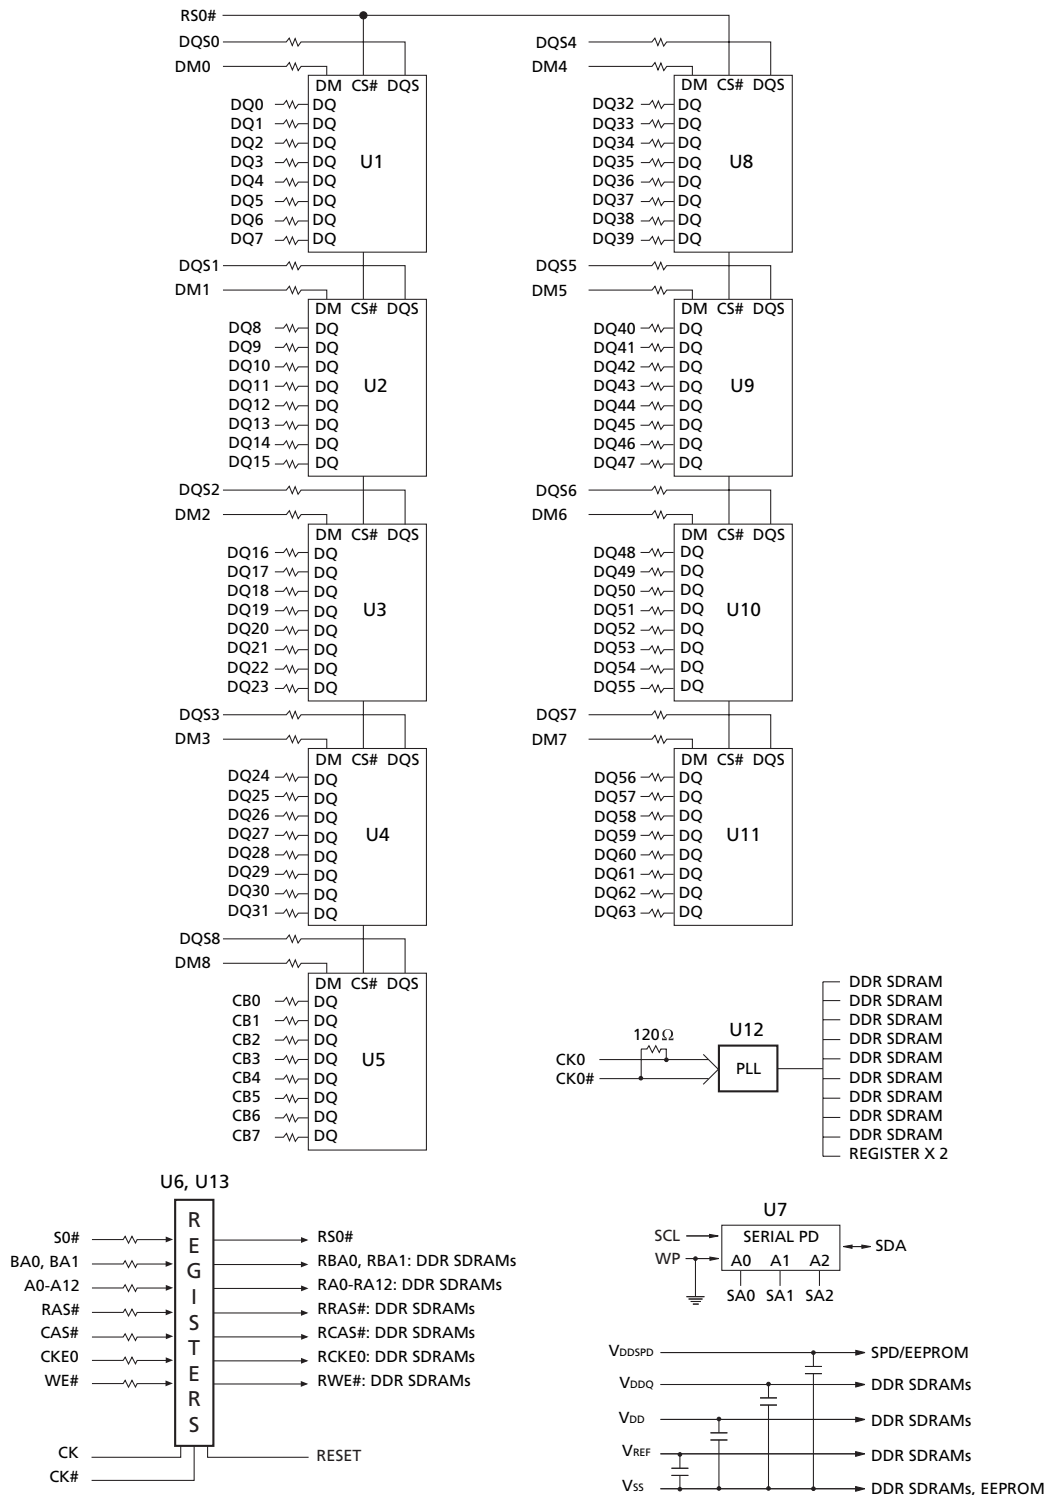 RS0#
DQS0
DM0
DM CS# DQS
DQ0 DQ
DQ1 DQ
DQ2 DQ
DQ3 DQ
DQ4 DQ
DQ5 DQ
DQ6 DQ
DQ7 DQ
U1
DQS1
DM1
DM CS# DQS
DQ8 DQ
DQ9 DQ
DQ10 DQ
DQ11 DQ
DQ12 DQ
DQ13 DQ
DQ14 DQ
DQ15 DQ
U2
DQS2
DM2
DM CS# DQS
DQ16 DQ
DQ17 DQ
DQ18 DQ
DQ19 DQ
DQ20 DQ
DQ21 DQ
DQ22 DQ
DQ23 DQ
U3
DQS3
DM3
DM CS# DQS
DQ24 DQ
DQ25 DQ
DQ26 DQ
DQ27 DQ
DQ28 DQ
DQ29 DQ
DQ30 DQ
DQ31 DQ
U4
DQS8
DM8
DM CS# DQS
CB0 DQ
CB1 DQ
CB2 DQ
CB3 DQ
CB4 DQ
CB5 DQ
CB6 DQ
CB7 DQ
U5
DQS4
DM4
DM CS# DQS
DQ32 DQ
DQ33 DQ
DQ34 DQ
DQ35 DQ
DQ36 DQ
DQ37 DQ
DQ38 DQ
DQ39 DQ
U8
DQS5
DM5
DM CS# DQS
DQ40 DQ
DQ41 DQ
DQ42 DQ
DQ43 DQ
DQ44 DQ
DQ45 DQ
DQ46 DQ
DQ47 DQ
U9
DQS6
DM6
DM CS# DQS
DQ48 DQ
DQ49 DQ
DQ50 DQ
DQ51 DQ
DQ52 DQ
DQ53 DQ
DQ54 DQ
DQ55 DQ
U10
DQS7
DM7
DM CS# DQS
DQ56 DQ
DQ57 DQ
DQ58 DQ
DQ59 DQ
DQ60 DQ
DQ61 DQ
DQ62 DQ
DQ63 DQ
U11
120Ω
U12
CK0
CK0#
PLL
DDR SDRAM
DDR SDRAM
DDR SDRAM
DDR SDRAM
DDR SDRAM
DDR SDRAM
DDR SDRAM
DDR SDRAM
DDR SDRAM
REGISTER X 2
U6, U13
REGISTERS
S0# RS0#
BA0, BA1 RBA0, RBA1: DDR SDRAMs
A0-A12 RA0-RA12: DDR SDRAMs
RAS# RRAS#: DDR SDRAMs
CAS# RCAS#: DDR SDRAMs
CKE0 RCKE0: DDR SDRAMs
WE# RWE#: DDR SDRAMs
CK RESET
CK#
U7
SCL SERIAL PD SDA
WP A0 A1 A2
SA0 SA1 SA2
VDDSPD SPD/EEPROM
VDDQ DDR SDRAMs
VDD DDR SDRAMs
VREF DDR SDRAMs
VSS DDR SDRAMs, EEPROM